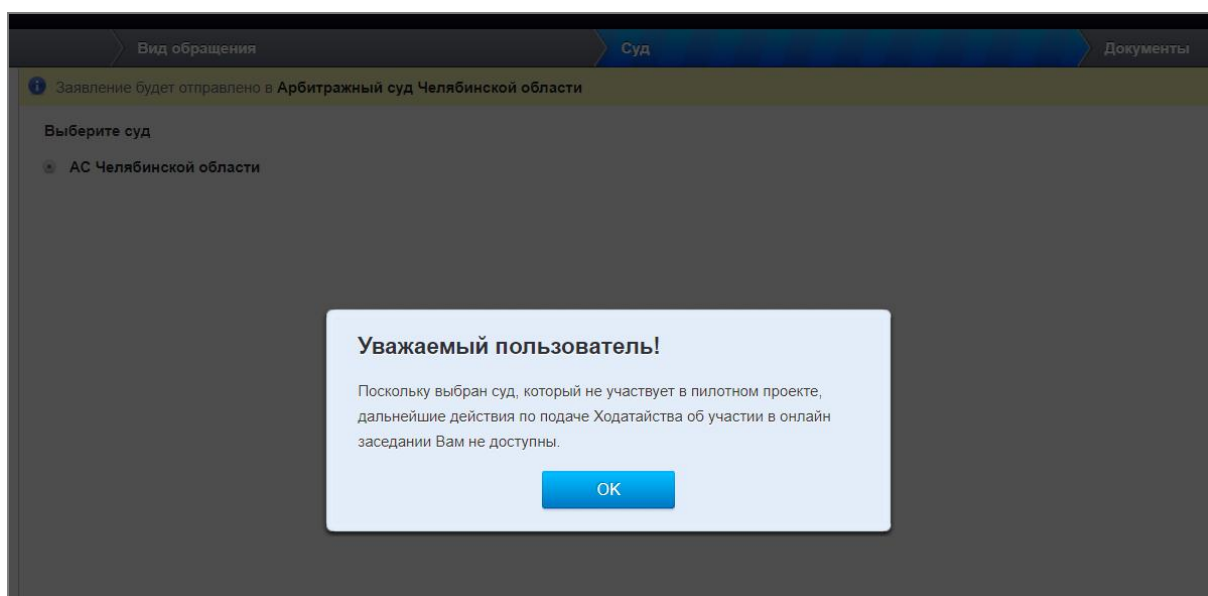 Вид обращения
Суд
Документы
Заявление будет отправлено в Арбитражный суд Челябинской области
Выберите суд
АС Челябинской области
Уважаемый пользователь!
Поскольку выбран суд, который не участвует в пилотном проекте,
дальнейшие действия по подаче Ходатайства об участии в онлайн
заседании Вам не доступны.
OK